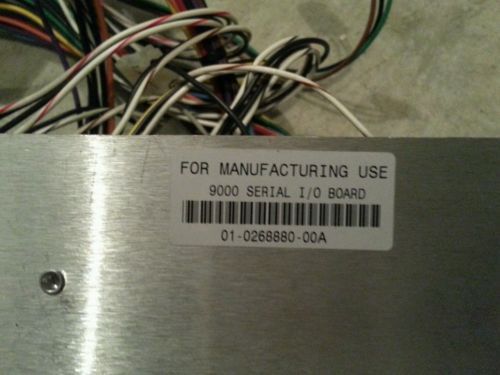 FOR MANUFACTURING USE
9000 SERIAL I/O BOARD
01-0268880-00A